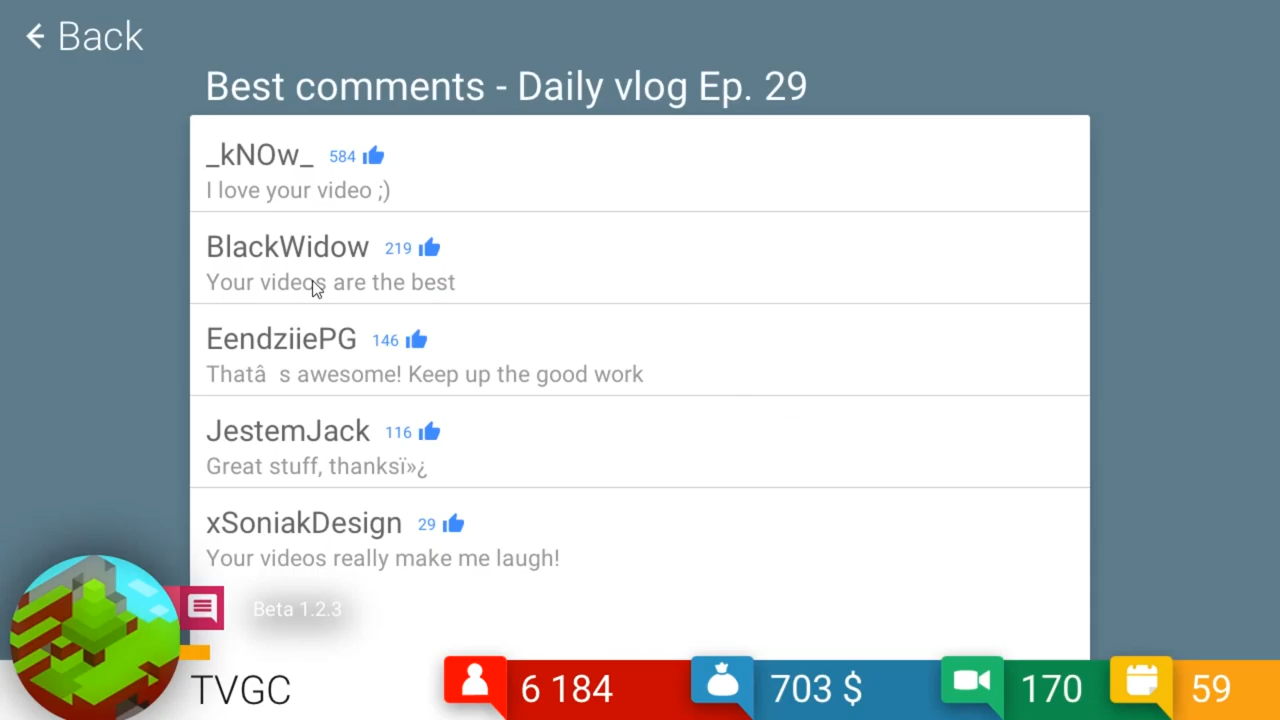 Back
Best comments - Daily vlog Ep. 29
_kNOw_ 584
I love your video ;)
BlackWidow 219
Your videos are the best
EendziiePG 146
Thatâ s awesome! Keep up the good work
JestemJack 116
Great stuff, thanksï»¿
xSoniakDesign 29
Your videos really make me laugh!
Beta 1.2.3
TVGC 6 184 703 $ 170 59